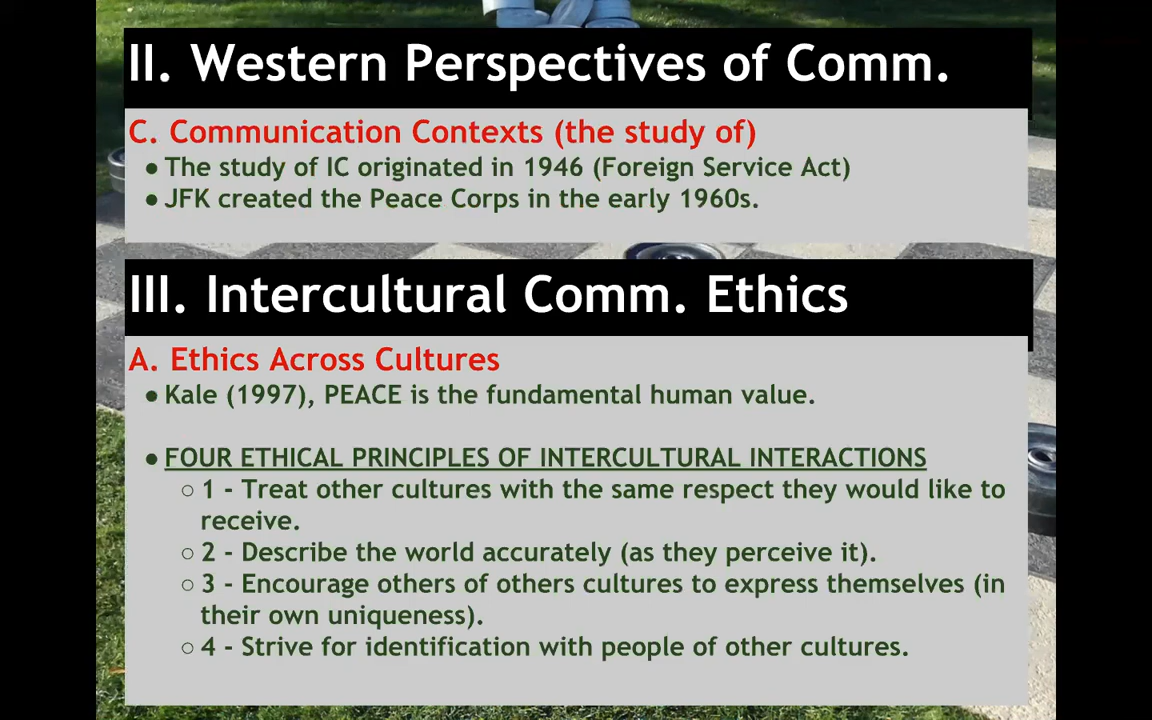 II. Western Perspectives of Comm.
C. Communication Contexts (the study of)
● The study of IC originated in 1946 (Foreign Service Act)
● JFK created the Peace Corps in the early 1960s.
III. Intercultural Comm. Ethics
A. Ethics Across Cultures
● Kale (1997), PEACE is the fundamental human value.
● FOUR ETHICAL PRINCIPLES OF INTERCULTURAL INTERACTIONS
○ 1 - Treat other cultures with the same respect they would like to
receive.
○ 2 - Describe the world accurately (as they perceive it).
○ 3 - Encourage others of others cultures to express themselves (in
their own uniqueness).
○ 4 - Strive for identification with people of other cultures.